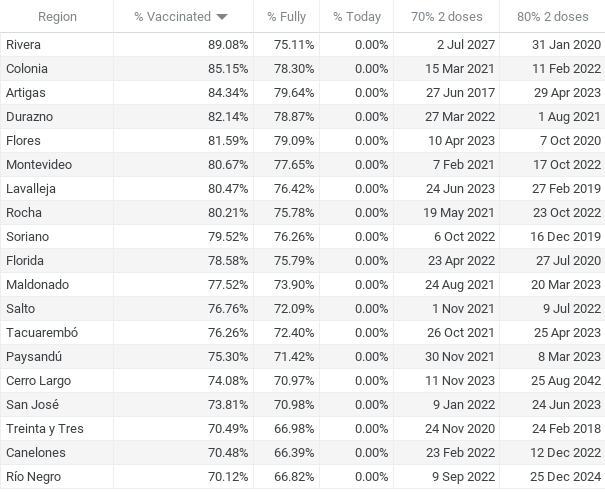 Region % Vaccinated % Fully % Today 70% 2 doses 80% 2 doses
Rivera 89.08% 75.11% 0.00% 2 Jul 2027 31 Jan 2020
Colonia 85.15% 78.30% 0.00% 15 Mar 2021 11 Feb 2022
Artigas 84.34% 79.64% 0.00% 27 Jun 2017 29 Apr 2023
Durazno 82.14% 78.87% 0.00% 27 Mar 2022 1 Aug 2021
Flores 81.59% 79.09% 0.00% 10 Apr 2023 7 Oct 2020
Montevideo 80.67% 77.65% 0.00% 7 Feb 2021 17 Oct 2022
Lavalleja 80.47% 76.42% 0.00% 24 Jun 2023 27 Feb 2019
Rocha 80.21% 75.78% 0.00% 19 May 2021 23 Oct 2022
Soriano 79.52% 76.26% 0.00% 6 Oct 2022 16 Dec 2019
Florida 78.58% 75.79% 0.00% 23 Apr 2022 27 Jul 2020
Maldonado 77.52% 73.90% 0.00% 24 Aug 2021 20 Mar 2023
Salto 76.76% 72.09% 0.00% 1 Nov 2021 9 Jul 2022
Tacuarembó 76.26% 72.40% 0.00% 26 Oct 2021 25 Apr 2023
Paysandú 75.30% 71.42% 0.00% 30 Nov 2021 8 Mar 2023
Cerro Largo 74.08% 70.97% 0.00% 11 Nov 2023 25 Aug 2042
San José 73.81% 70.98% 0.00% 9 Jan 2022 24 Jun 2023
Treinta y Tres 70.49% 66.98% 0.00% 24 Nov 2020 24 Feb 2018
Canelones 70.48% 66.39% 0.00% 23 Feb 2022 12 Dec 2022
Río Negro 70.12% 66.82% 0.00% 9 Sep 2022 25 Dec 2024